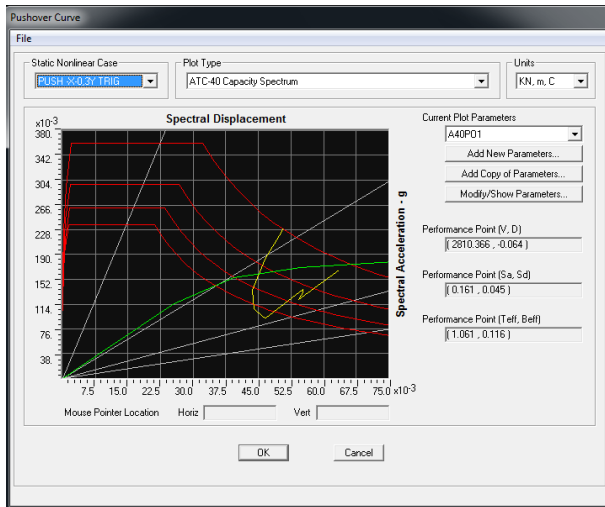 Pushover Curve
File
Static Nonlinear Case
PUSH -X-0.3Y TRIG
Plot Type
ATC-40 Capacity Spectrum
Units
KN, m, C
Spectral Displacement
x10-3
380.
342.
304.
266.
228.
190.
152.
114.
76.
38.
7.5 15.0 22.5 30.0 37.5 45.0 52.5 60.0 67.5 75.0 x10-3
Spectral Acceleration - g
Mouse Pointer Location Horiz Vert
Current Plot Parameters
A40PO1
Add New Parameters...
Add Copy of Parameters...
Modify/Show Parameters...
Performance Point (V, D)
( 2810.366 , -0.064 )
Performance Point (Sa, Sd)
( 0.161 , 0.045 )
Performance Point (Teff, Beff)
( 1.061 , 0.116 )
OK Cancel